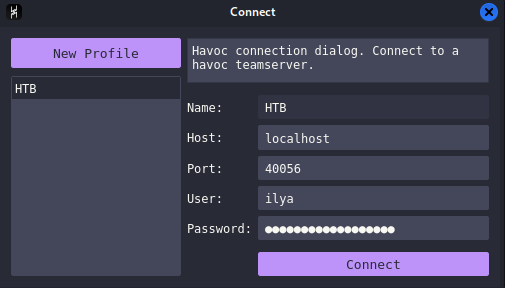 Connect
New Profile
HTB
Havoc connection dialog. Connect to a
havoc teamserver.
Name: HTB
Host: localhost
Port: 40056
User: ilya
Password: ●●●●●●●●●●●●●●●●●●
Connect